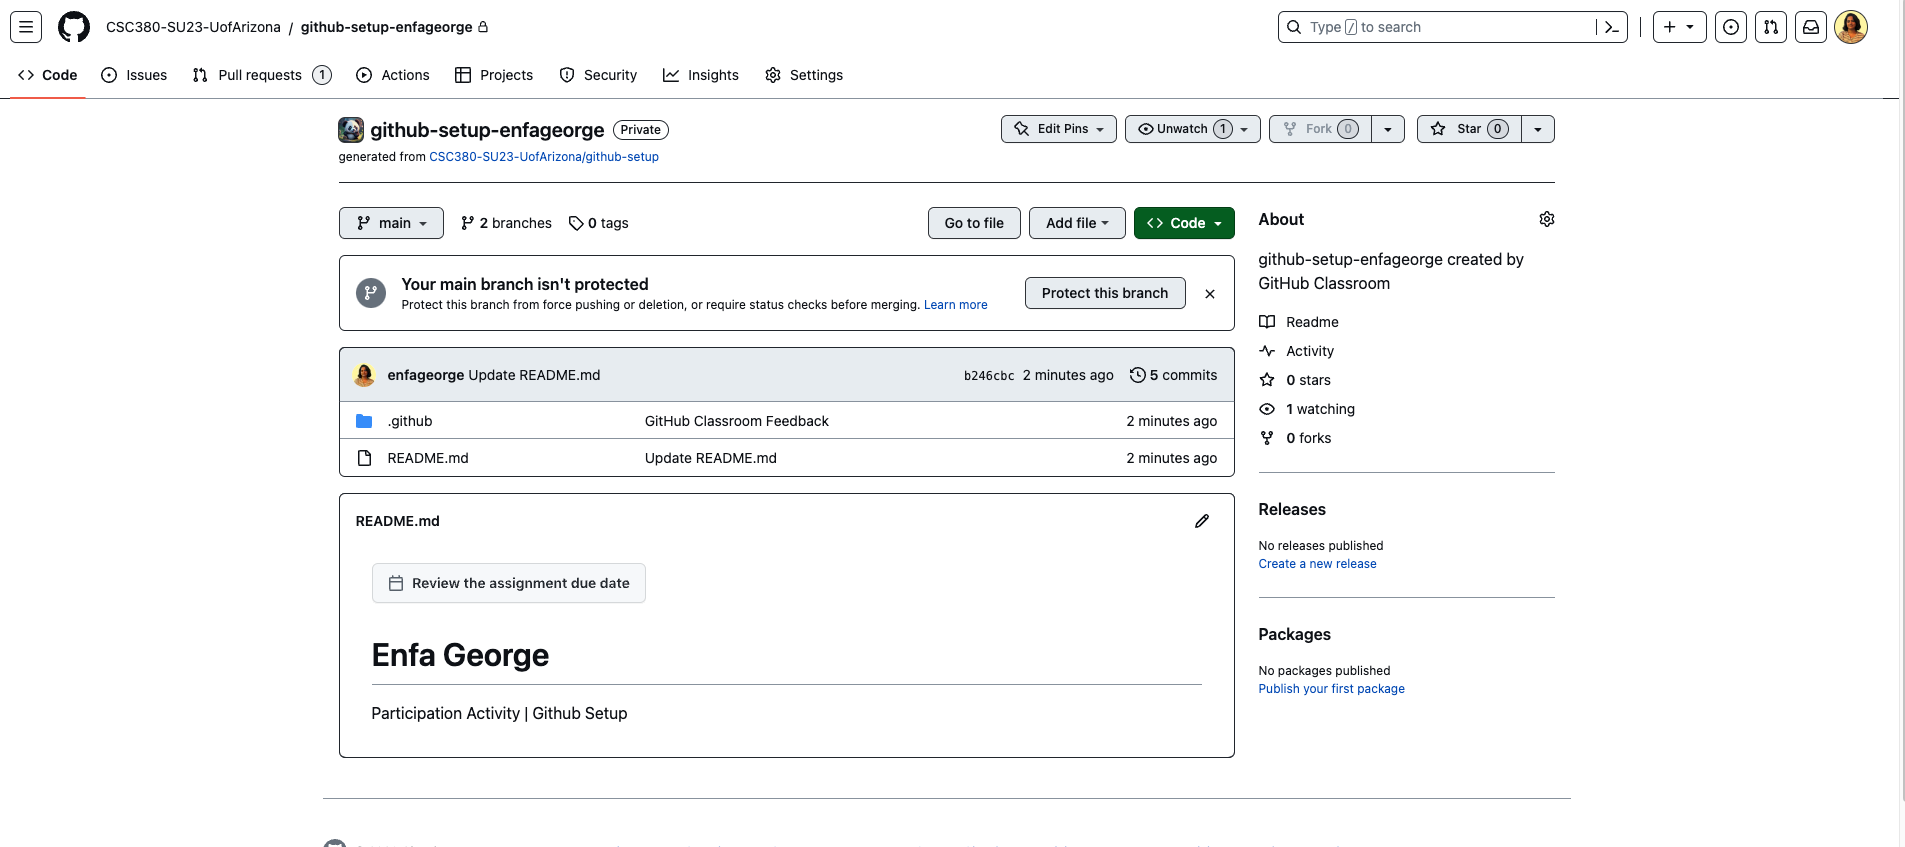 CSC380-SU23-UofArizona / github-setup-enfageorge
Type / to search
Code Issues Pull requests 1 Actions Projects Security Insights Settings
github-setup-enfageorge Private
Edit Pins Unwatch 1 Fork 0 Star 0
generated from CSC380-SU23-UofArizona/github-setup
main 2 branches 0 tags Go to file Add file Code
Your main branch isn't protected
Protect this branch from force pushing or deletion, or require status checks before merging. Learn more
Protect this branch
enfageorge Update README.md b246cbc 2 minutes ago 5 commits
.github GitHub Classroom Feedback 2 minutes ago
README.md Update README.md 2 minutes ago
README.md
Review the assignment due date
Enfa George
Participation Activity | Github Setup
About
github-setup-enfageorge created by
GitHub Classroom
Readme
Activity
0 stars
1 watching
0 forks
Releases
No releases published
Create a new release
Packages
No packages published
Publish your first package